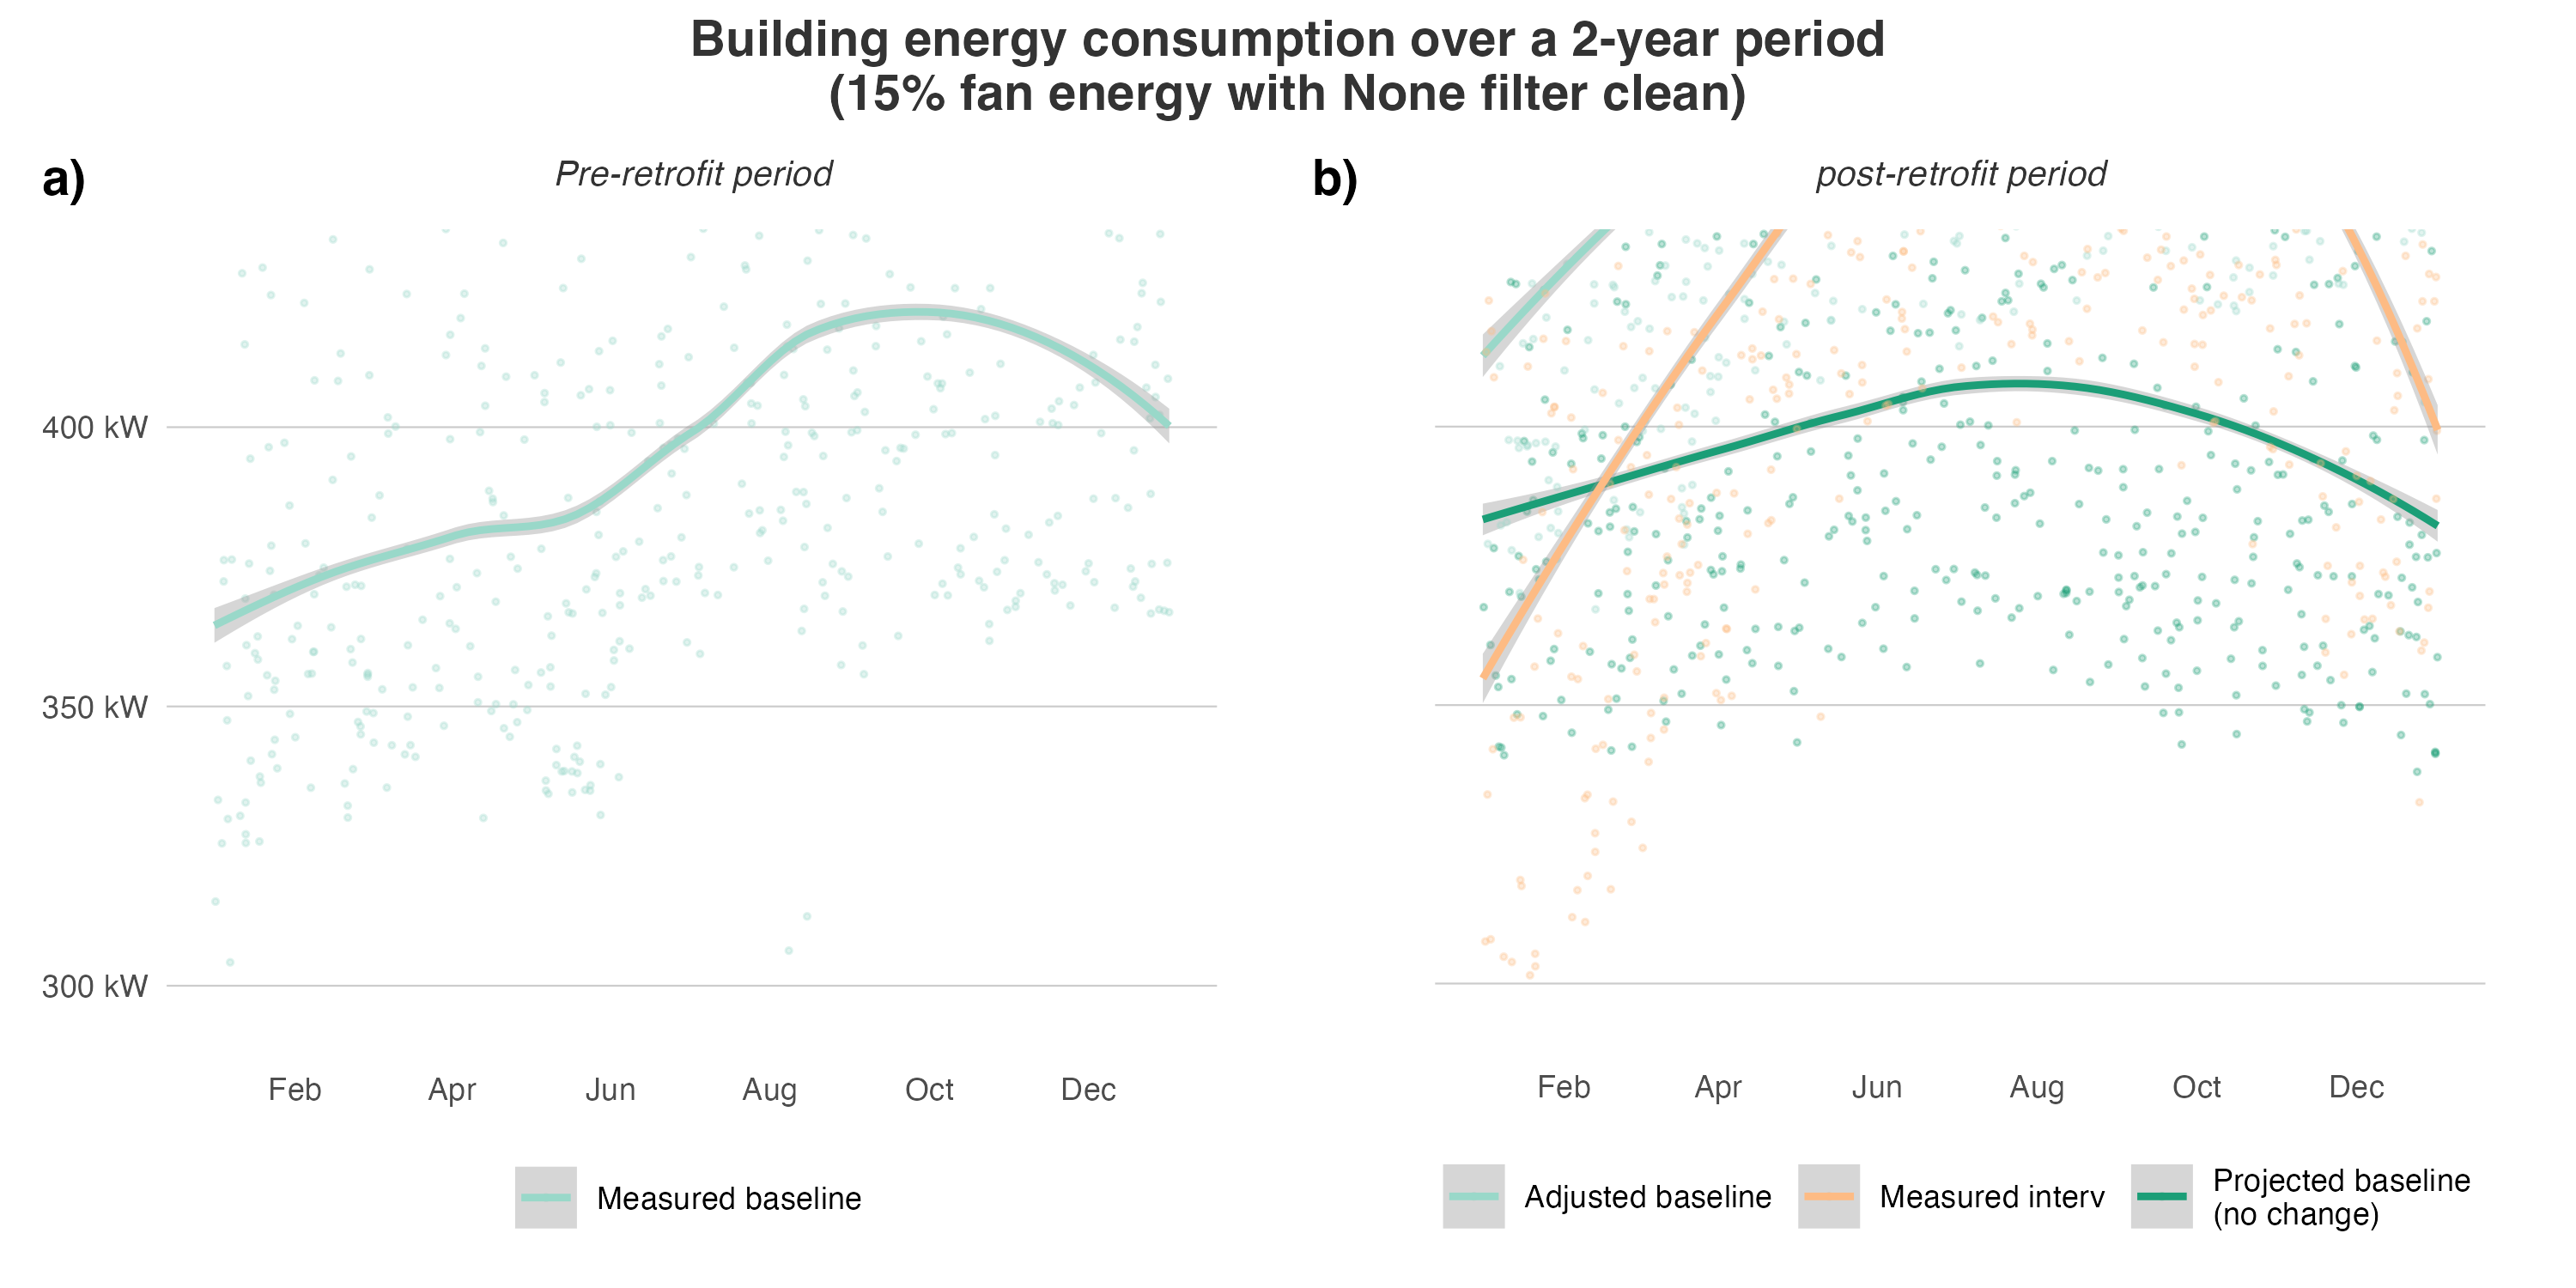 Building energy consumption over a 2-year period
(15% fan energy with None filter clean)
a)
Pre-retrofit period
b)
post-retrofit period
400 kW
350 kW
300 kW
Feb Apr Jun Aug Oct Dec
Feb Apr Jun Aug Oct Dec
Measured baseline
Adjusted baseline
Measured interv
Projected baseline
(no change)